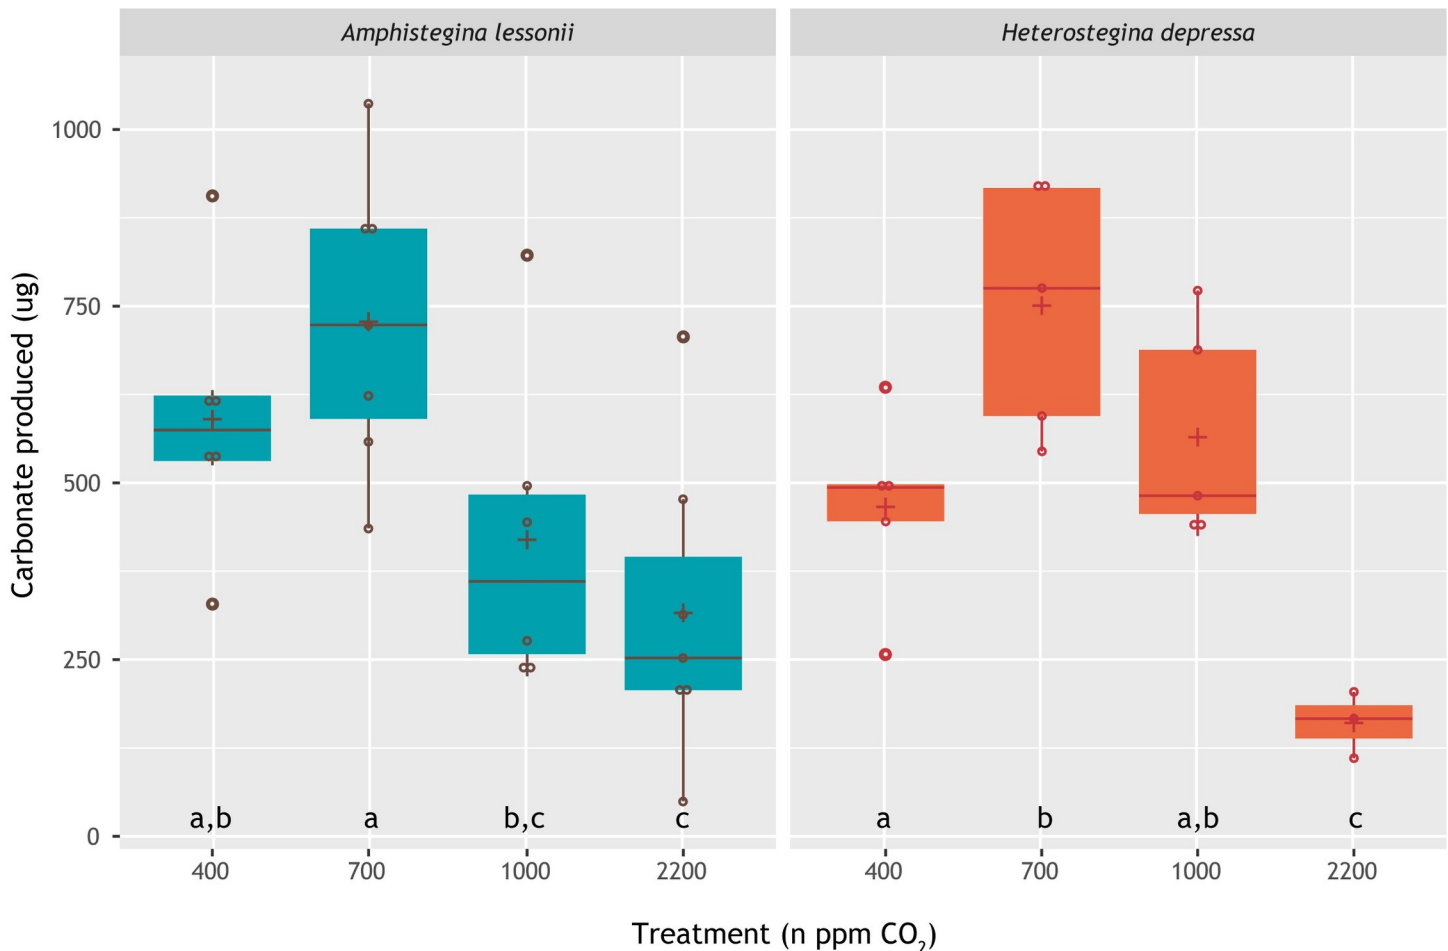 Amphistegina lessonii
Heterostegina depressa
Carbonate produced (ug)
1000
750
500
250
0
a,b a b,c c
a b a,b c
400 700 1000 2200
400 700 1000 2200
Treatment (n ppm CO₂)